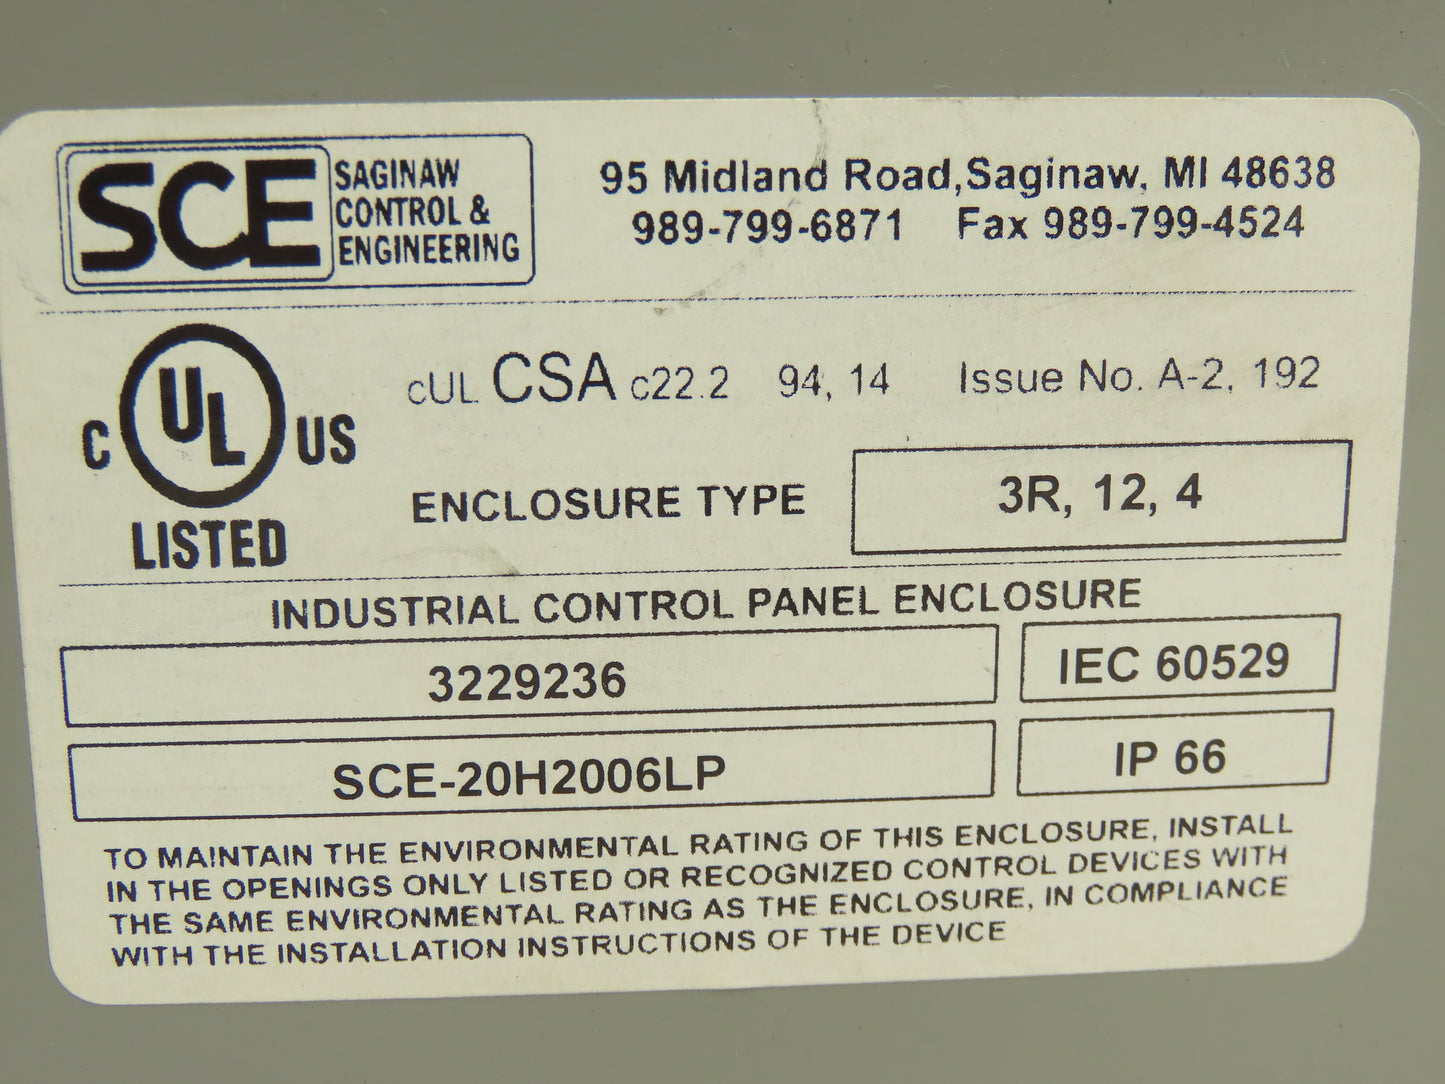 SCE SAGINAW
CONTROL &
ENGINEERING
95 Midland Road,Saginaw, MI 48638
989-799-6871 Fax 989-799-4524
C UL US
LISTED
cUL CSA c22.2 94, 14 Issue No. A-2, 192
ENCLOSURE TYPE 3R, 12, 4
INDUSTRIAL CONTROL PANEL ENCLOSURE
3229236 IEC 60529
SCE-20H2006LP IP 66
TO MAINTAIN THE ENVIRONMENTAL RATING OF THIS ENCLOSURE, INSTALL
IN THE OPENINGS ONLY LISTED OR RECOGNIZED CONTROL DEVICES WITH
THE SAME ENVIRONMENTAL RATING AS THE ENCLOSURE, IN COMPLIANCE
WITH THE INSTALLATION INSTRUCTIONS OF THE DEVICE